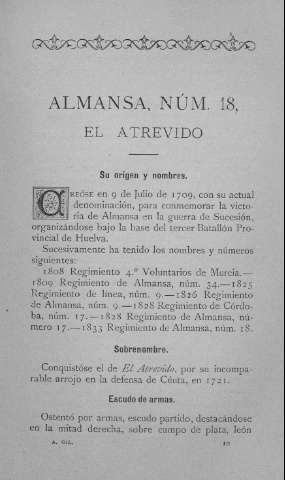 ALMANSA, NÚM. 18,
EL ATREVIDO
Su origen y nombres.
CREÓSE en 9 de Julio de 1709, con su actual
denominación, para conmemorar la victo-
ria de Almansa en la guerra de Sucesión,
organizándose bajo la base del tercer Batallón Pro-
vincial de Huelva.
Sucesivamente ha tenido los nombres y números
siguientes:
1808 Regimiento 4.º Voluntarios de Murcia.—
1809 Regimiento de Almansa, núm. 34.—1825
Regimiento de línea, núm. 9.—1826 Regimiento
de Almansa, núm. 9.—1828 Regimiento de Córdo-
ba, núm. 17.—1828 Regimiento de Almansa, nú-
mero 17.—1833 Regimiento de Almansa, núm. 18.
Sobrenombre.
Conquistóse el de El Atrevido, por su incompa-
rable arrojo en la defensa de Céuta, en 1721.
Escudo de armas.
Ostentó por armas, escudo partido, destacándose
en la mitad derecha, sobre campo de plata, león
A. GIL.